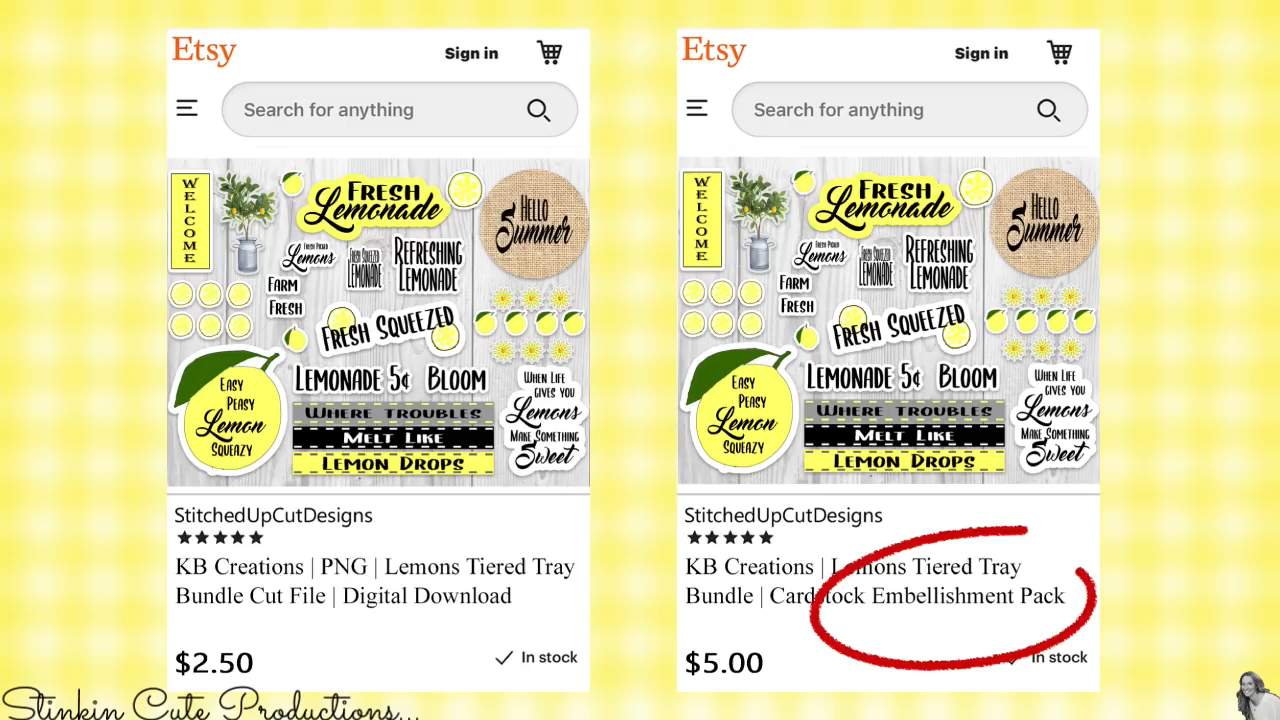 Etsy
Sign in
Search for anything
WELCOME
FRESH
Lemonade
HELLO
Summer
FRESH PICKED
Lemons
FRESH SQUEEZED
LEMONADE
REFRESHING
LEMONADE
FARM
FRESH
FRESH SQUEEZED
EASY
PEASY
Lemon
SQUEAZY
LEMONADE 5¢
BLOOM
WHERE TROUBLES
MELT LIKE
LEMON DROPS
WHEN LIFE
GIVES YOU
Lemons
MAKE SOMETHING
Sweet
StitchedUpCutDesigns
KB Creations | PNG | Lemons Tiered Tray
Bundle Cut File | Digital Download
$2.50
In stock
Etsy
Sign in
Search for anything
WELCOME
FRESH
Lemonade
HELLO
Summer
FRESH PICKED
Lemons
FRESH SQUEEZED
LEMONADE
REFRESHING
LEMONADE
FARM
FRESH
FRESH SQUEEZED
EASY
PEASY
Lemon
SQUEAZY
LEMONADE 5¢
BLOOM
WHERE TROUBLES
MELT LIKE
LEMON DROPS
WHEN LIFE
GIVES YOU
Lemons
MAKE SOMETHING
Sweet
StitchedUpCutDesigns
KB Creations | Lemons Tiered Tray
Bundle | Cardstock Embellishment Pack
$5.00
In stock
Stinkin Cute Productions...